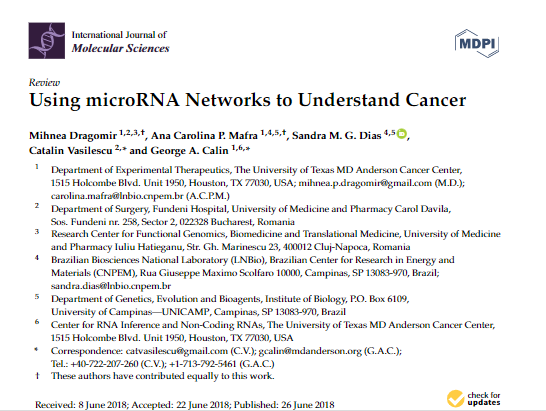 International Journal of
Molecular Sciences
MDPI
Review
Using microRNA Networks to Understand Cancer
Mihnea Dragomir 1,2,3,†, Ana Carolina P. Mafra 1,4,5,†, Sandra M. G. Dias 4,5,
Catalin Vasilescu 2,* and George A. Calin 1,6,*
1 Department of Experimental Therapeutics, The University of Texas MD Anderson Cancer Center,
1515 Holcombe Blvd. Unit 1950, Houston, TX 77030, USA; mihnea.p.dragomir@gmail.com (M.D.);
carolina.mafra@lnbio.cnpem.br (A.C.P.M.)
2 Department of Surgery, Fundeni Hospital, University of Medicine and Pharmacy Carol Davila,
Sos. Fundeni nr. 258, Sector 2, 022328 Bucharest, Romania
3 Research Center for Functional Genomics, Biomedicine and Translational Medicine, University of Medicine
and Pharmacy Iuliu Hatieganu, Str. Gh. Marinescu 23, 400012 Cluj-Napoca, Romania
4 Brazilian Biosciences National Laboratory (LNBio), Brazilian Center for Research in Energy and
Materials (CNPEM), Rua Giuseppe Maximo Scolfaro 10000, Campinas, SP 13083-970, Brazil;
sandra.dias@lnbio.cnpem.br
5 Department of Genetics, Evolution and Bioagents, Institute of Biology, P.O. Box 6109,
University of Campinas—UNICAMP, Campinas, SP 13083-970, Brazil
6 Center for RNA Inference and Non-Coding RNAs, The University of Texas MD Anderson Cancer Center,
1515 Holcombe Blvd. Unit 1950, Houston, TX 77030, USA
* Correspondence: catvasilescu@gmail.com (C.V.); gcalin@mdanderson.org (G.A.C.);
Tel.: +40-722-207-260 (C.V.); +1-713-792-5461 (G.A.C.)
† These authors have contributed equally to this work.
check for
updates
Received: 8 June 2018; Accepted: 22 June 2018; Published: 26 June 2018